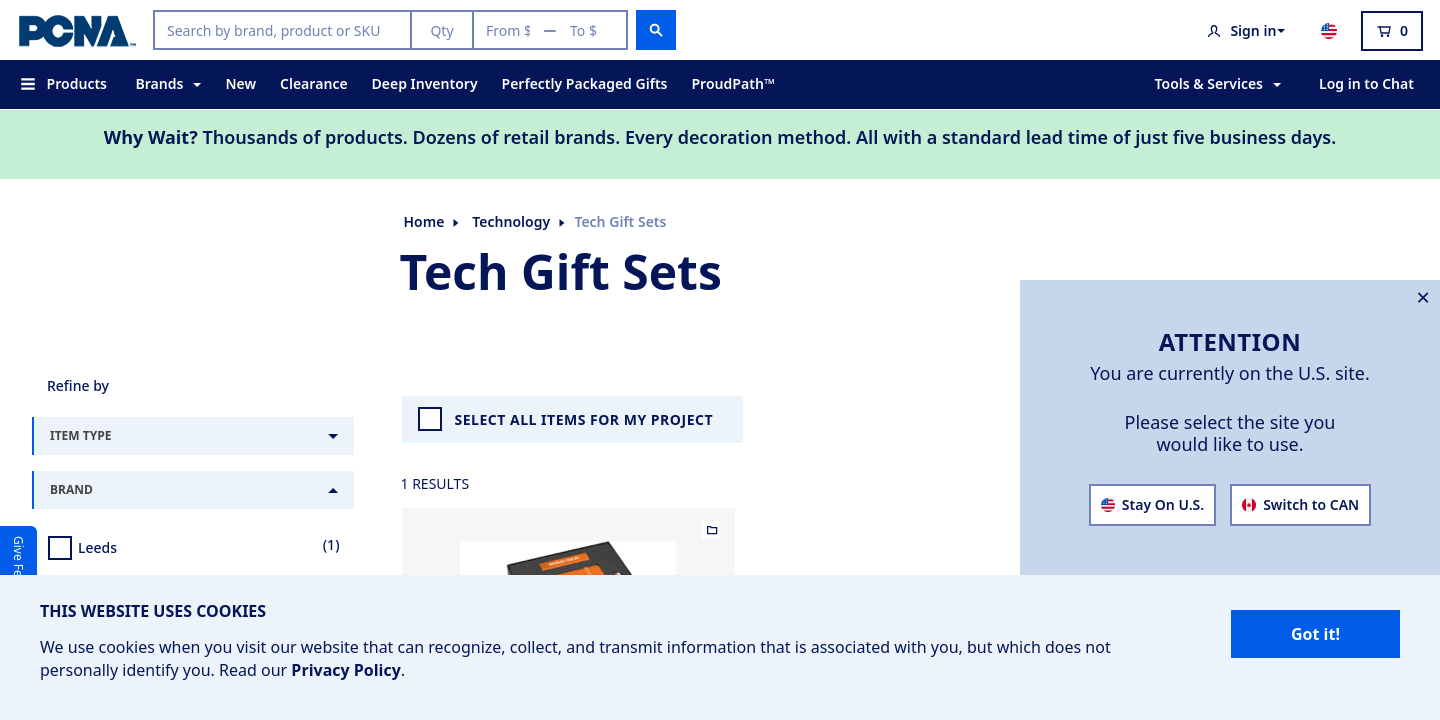 PCNA™
Search by brand, product or SKU
Qty
From $ — To $
Sign in
0
Products
Brands
New
Clearance
Deep Inventory
Perfectly Packaged Gifts
ProudPath™
Tools & Services
Log in to Chat
Why Wait? Thousands of products. Dozens of retail brands. Every decoration method. All with a standard lead time of just five business days.
Home
Technology
Tech Gift Sets
Tech Gift Sets
ATTENTION
You are currently on the U.S. site.
Please select the site you
would like to use.
Stay On U.S.
Switch to CAN
Refine by
ITEM TYPE
BRAND
Leeds
(1)
SELECT ALL ITEMS FOR MY PROJECT
1 RESULTS
Give Fe
THIS WEBSITE USES COOKIES
We use cookies when you visit our website that can recognize, collect, and transmit information that is associated with you, but which does not
personally identify you. Read our Privacy Policy.
Got it!